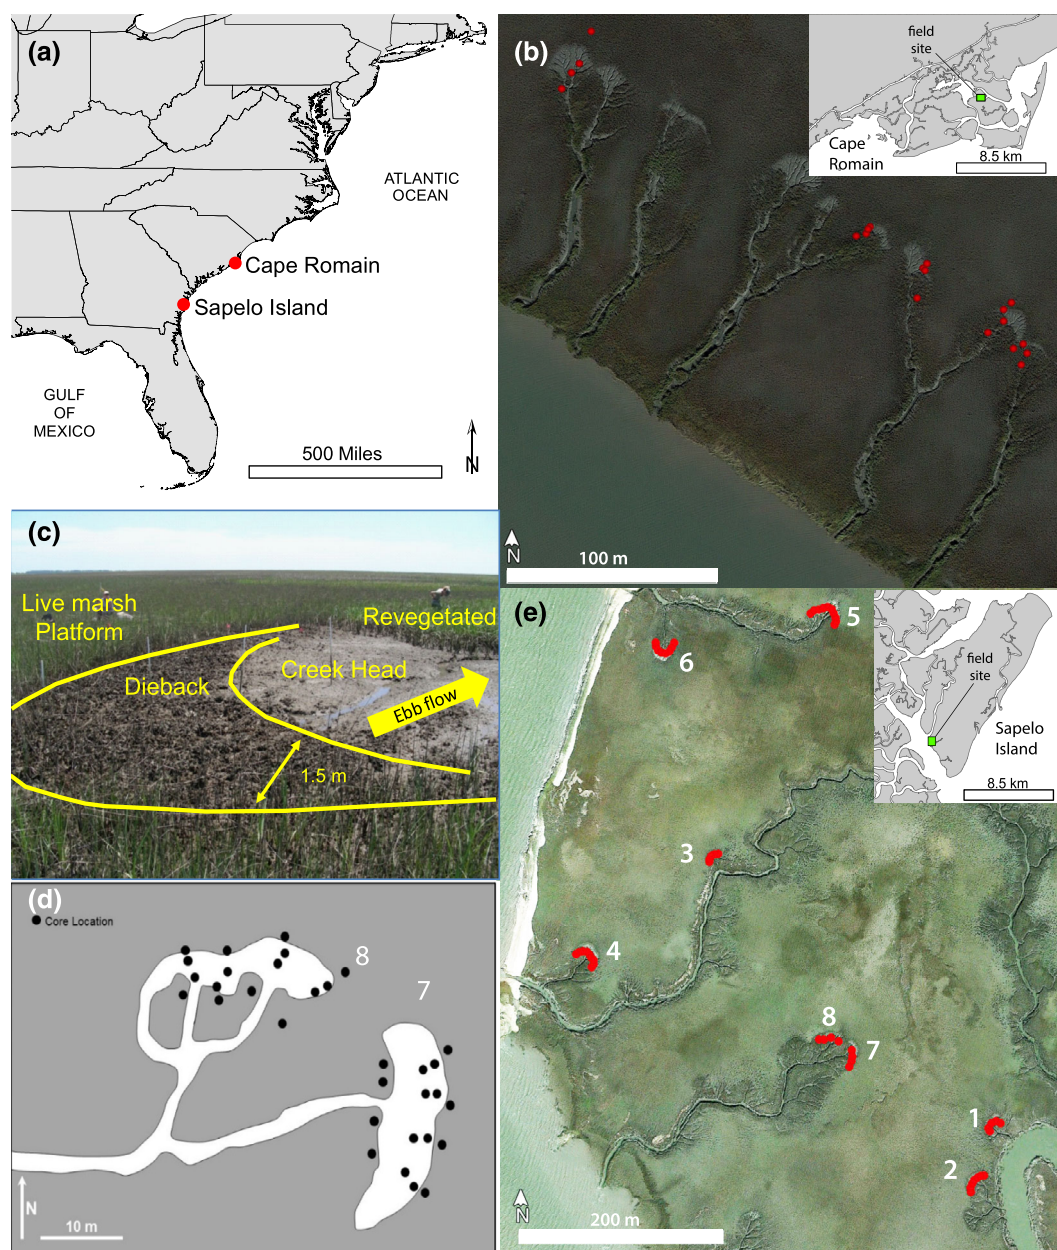 (a)
ATLANTIC
OCEAN
Cape Romain
Sapelo Island
GULF
OF
MEXICO
500 Miles
N
(b)
field
site
Cape
Romain
8.5 km
N
100 m
(c)
Live marsh
Platform
Revegetated
Dieback
Creek Head
Ebb flow
1.5 m
(d)
Core Location
8
7
N
10 m
(e)
5
6
field
site
Sapelo
Island
8.5 km
3
4
8
7
1
2
N
200 m